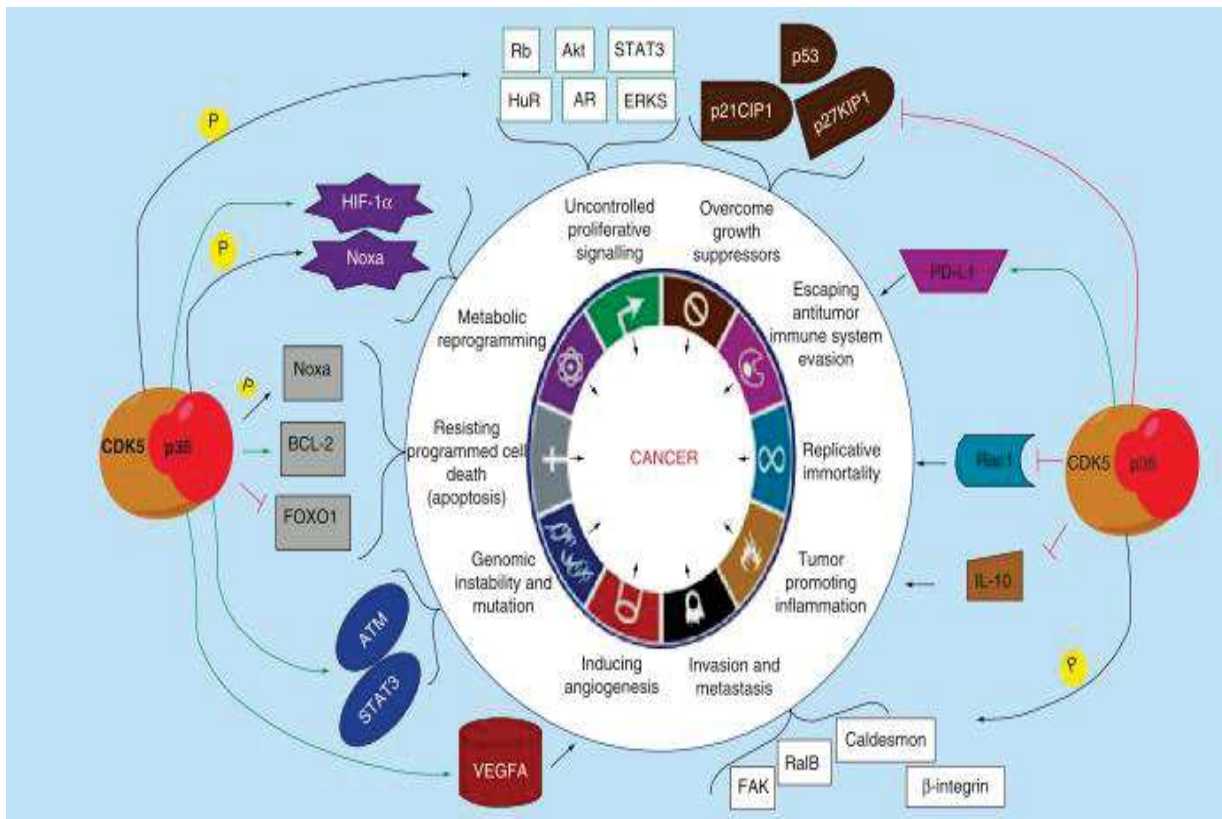 Rb Akt STAT3
HuR AR ERKS
p53
p21CIP1
p27KIP1
P
HIF-1α
P
Noxa
Uncontrolled
proliferative
signalling
Overcome
growth
suppressors
PD-L1
Metabolic
reprogramming
Escaping
antitumor
immune system
evasion
P
Noxa
BCL-2
FOXO1
CDK5 p35
Resisting
programmed cell
death
(apoptosis)
CANCER
Replicative
immortality
Rac1
CDK5 p35
Genomic
instability and
mutation
Tumor
promoting
inflammation
IL-10
ATM
STAT3
Inducing
angiogenesis
Invasion and
metastasis
P
VEGFA
Caldesmon
RalB
FAK
β-integrin